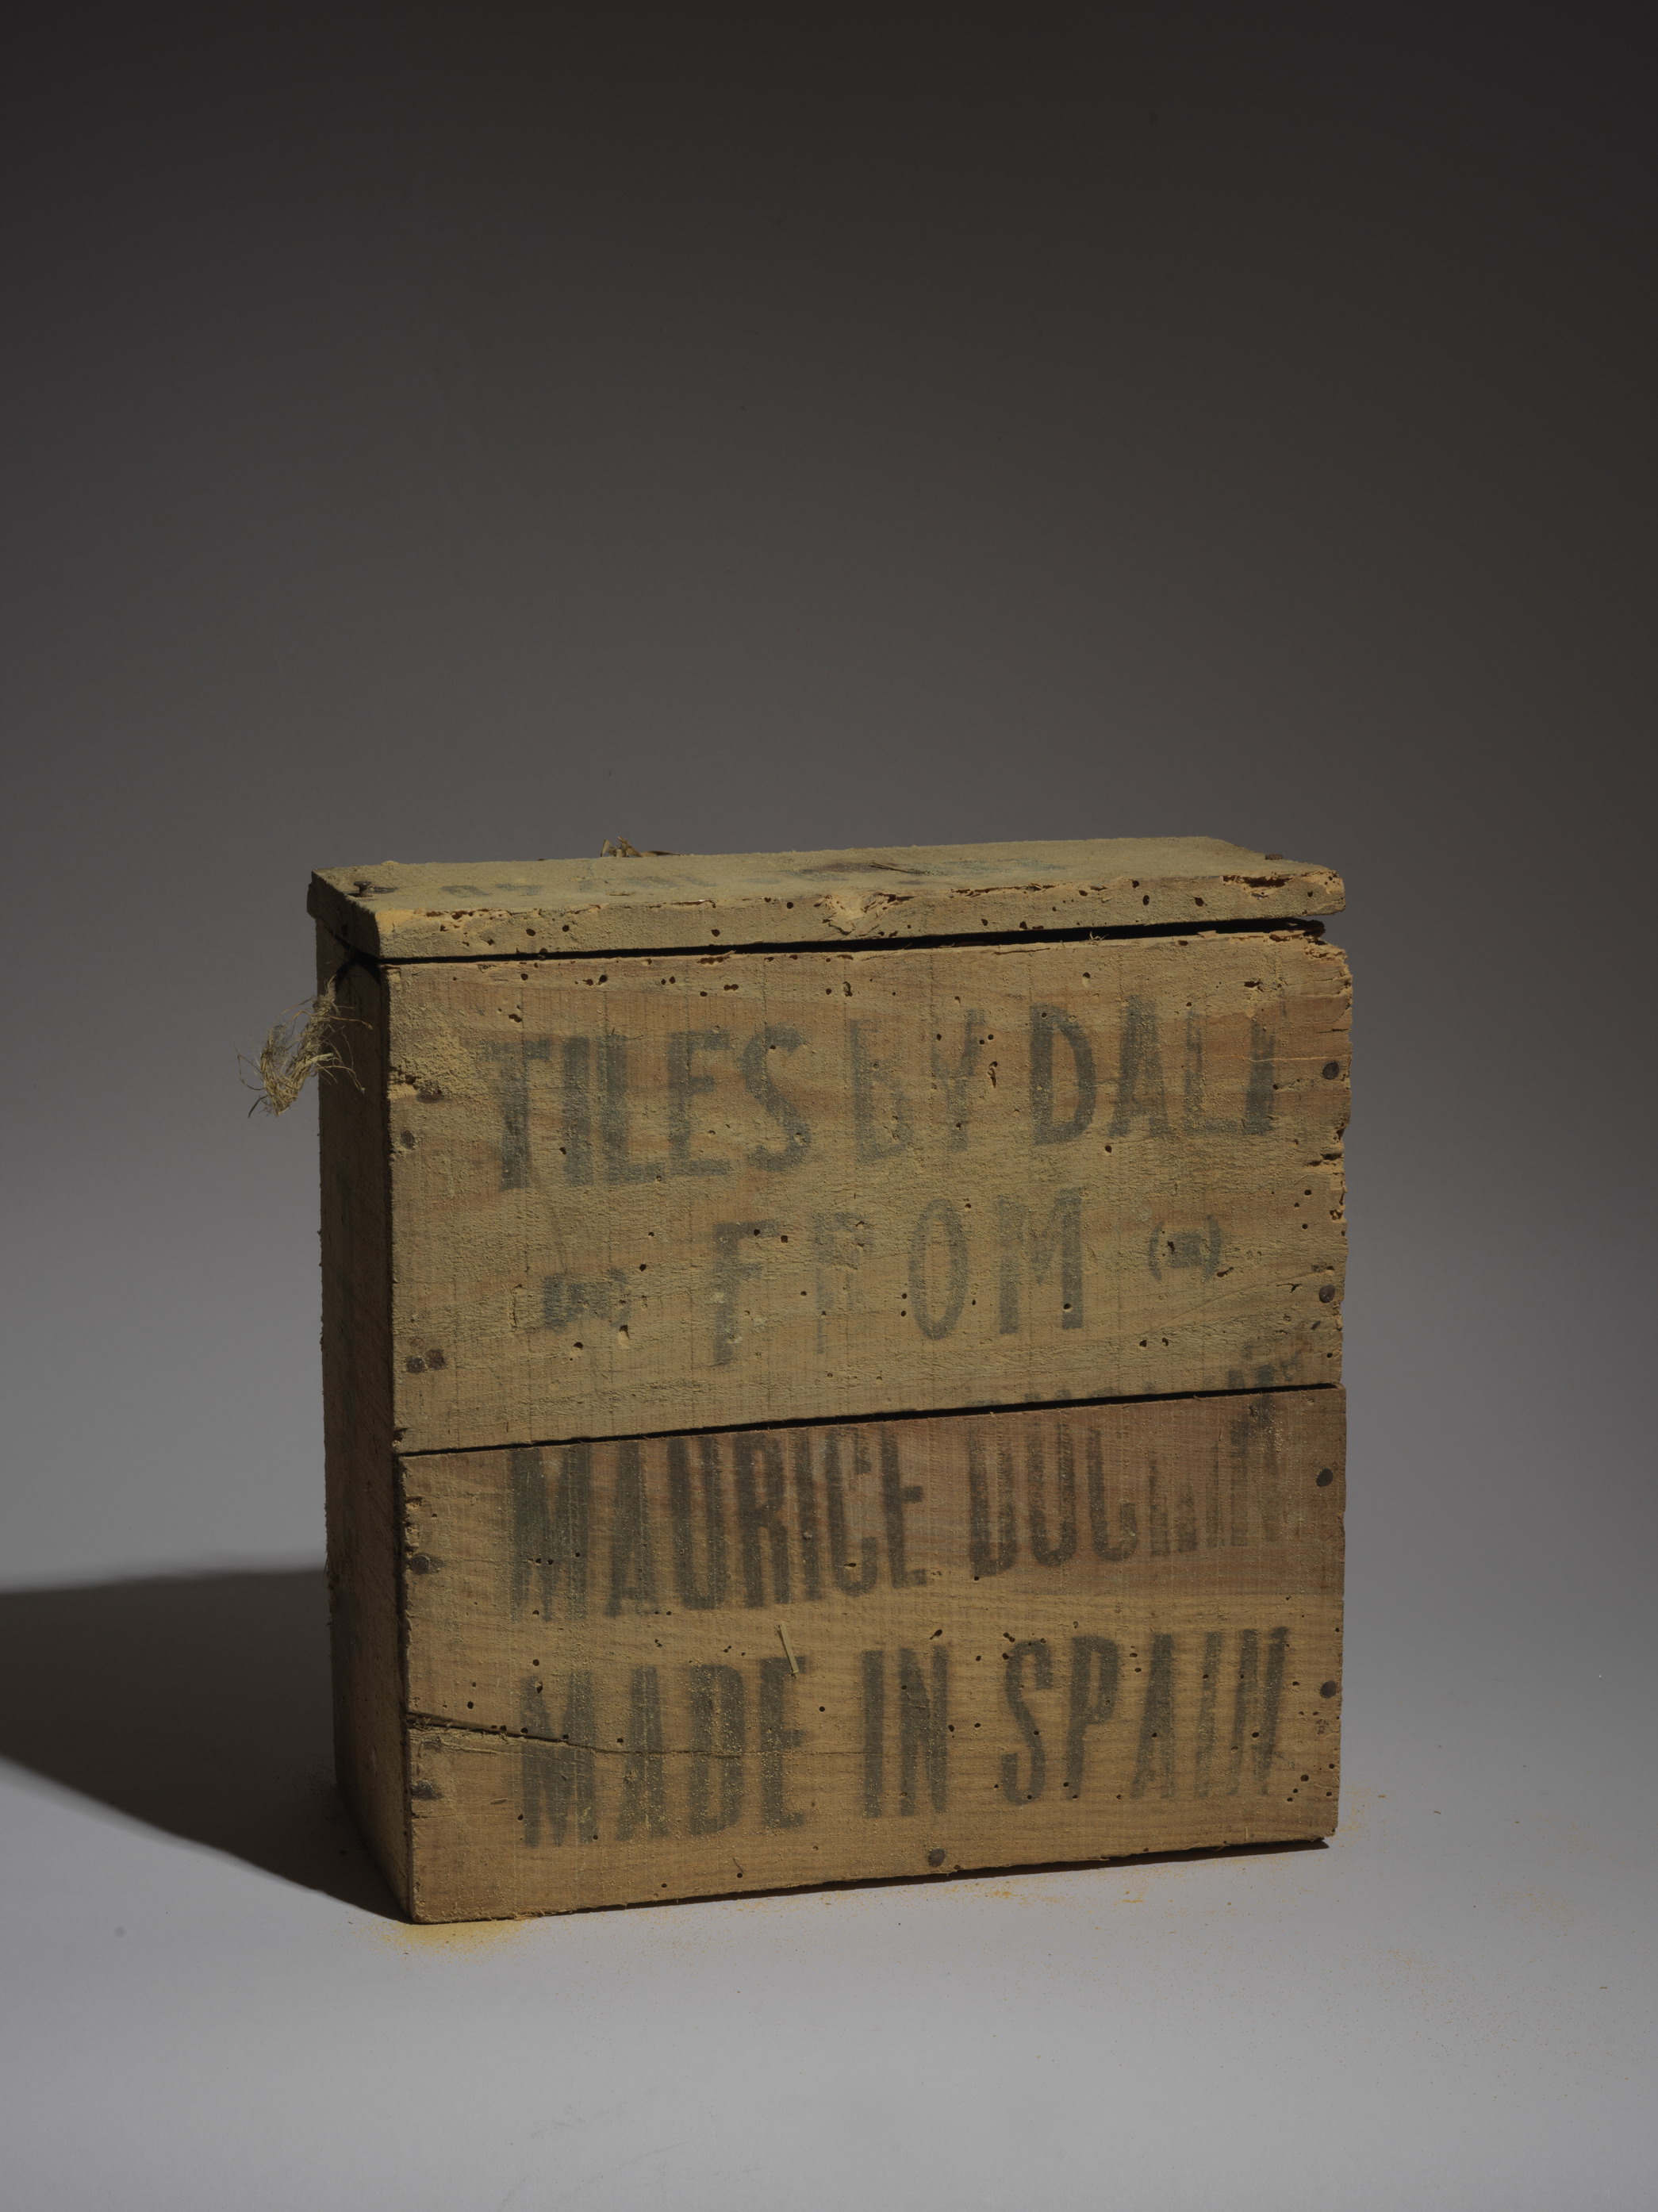 TILES BY DALI
FROM
MAURICE
MADE IN SPAIN